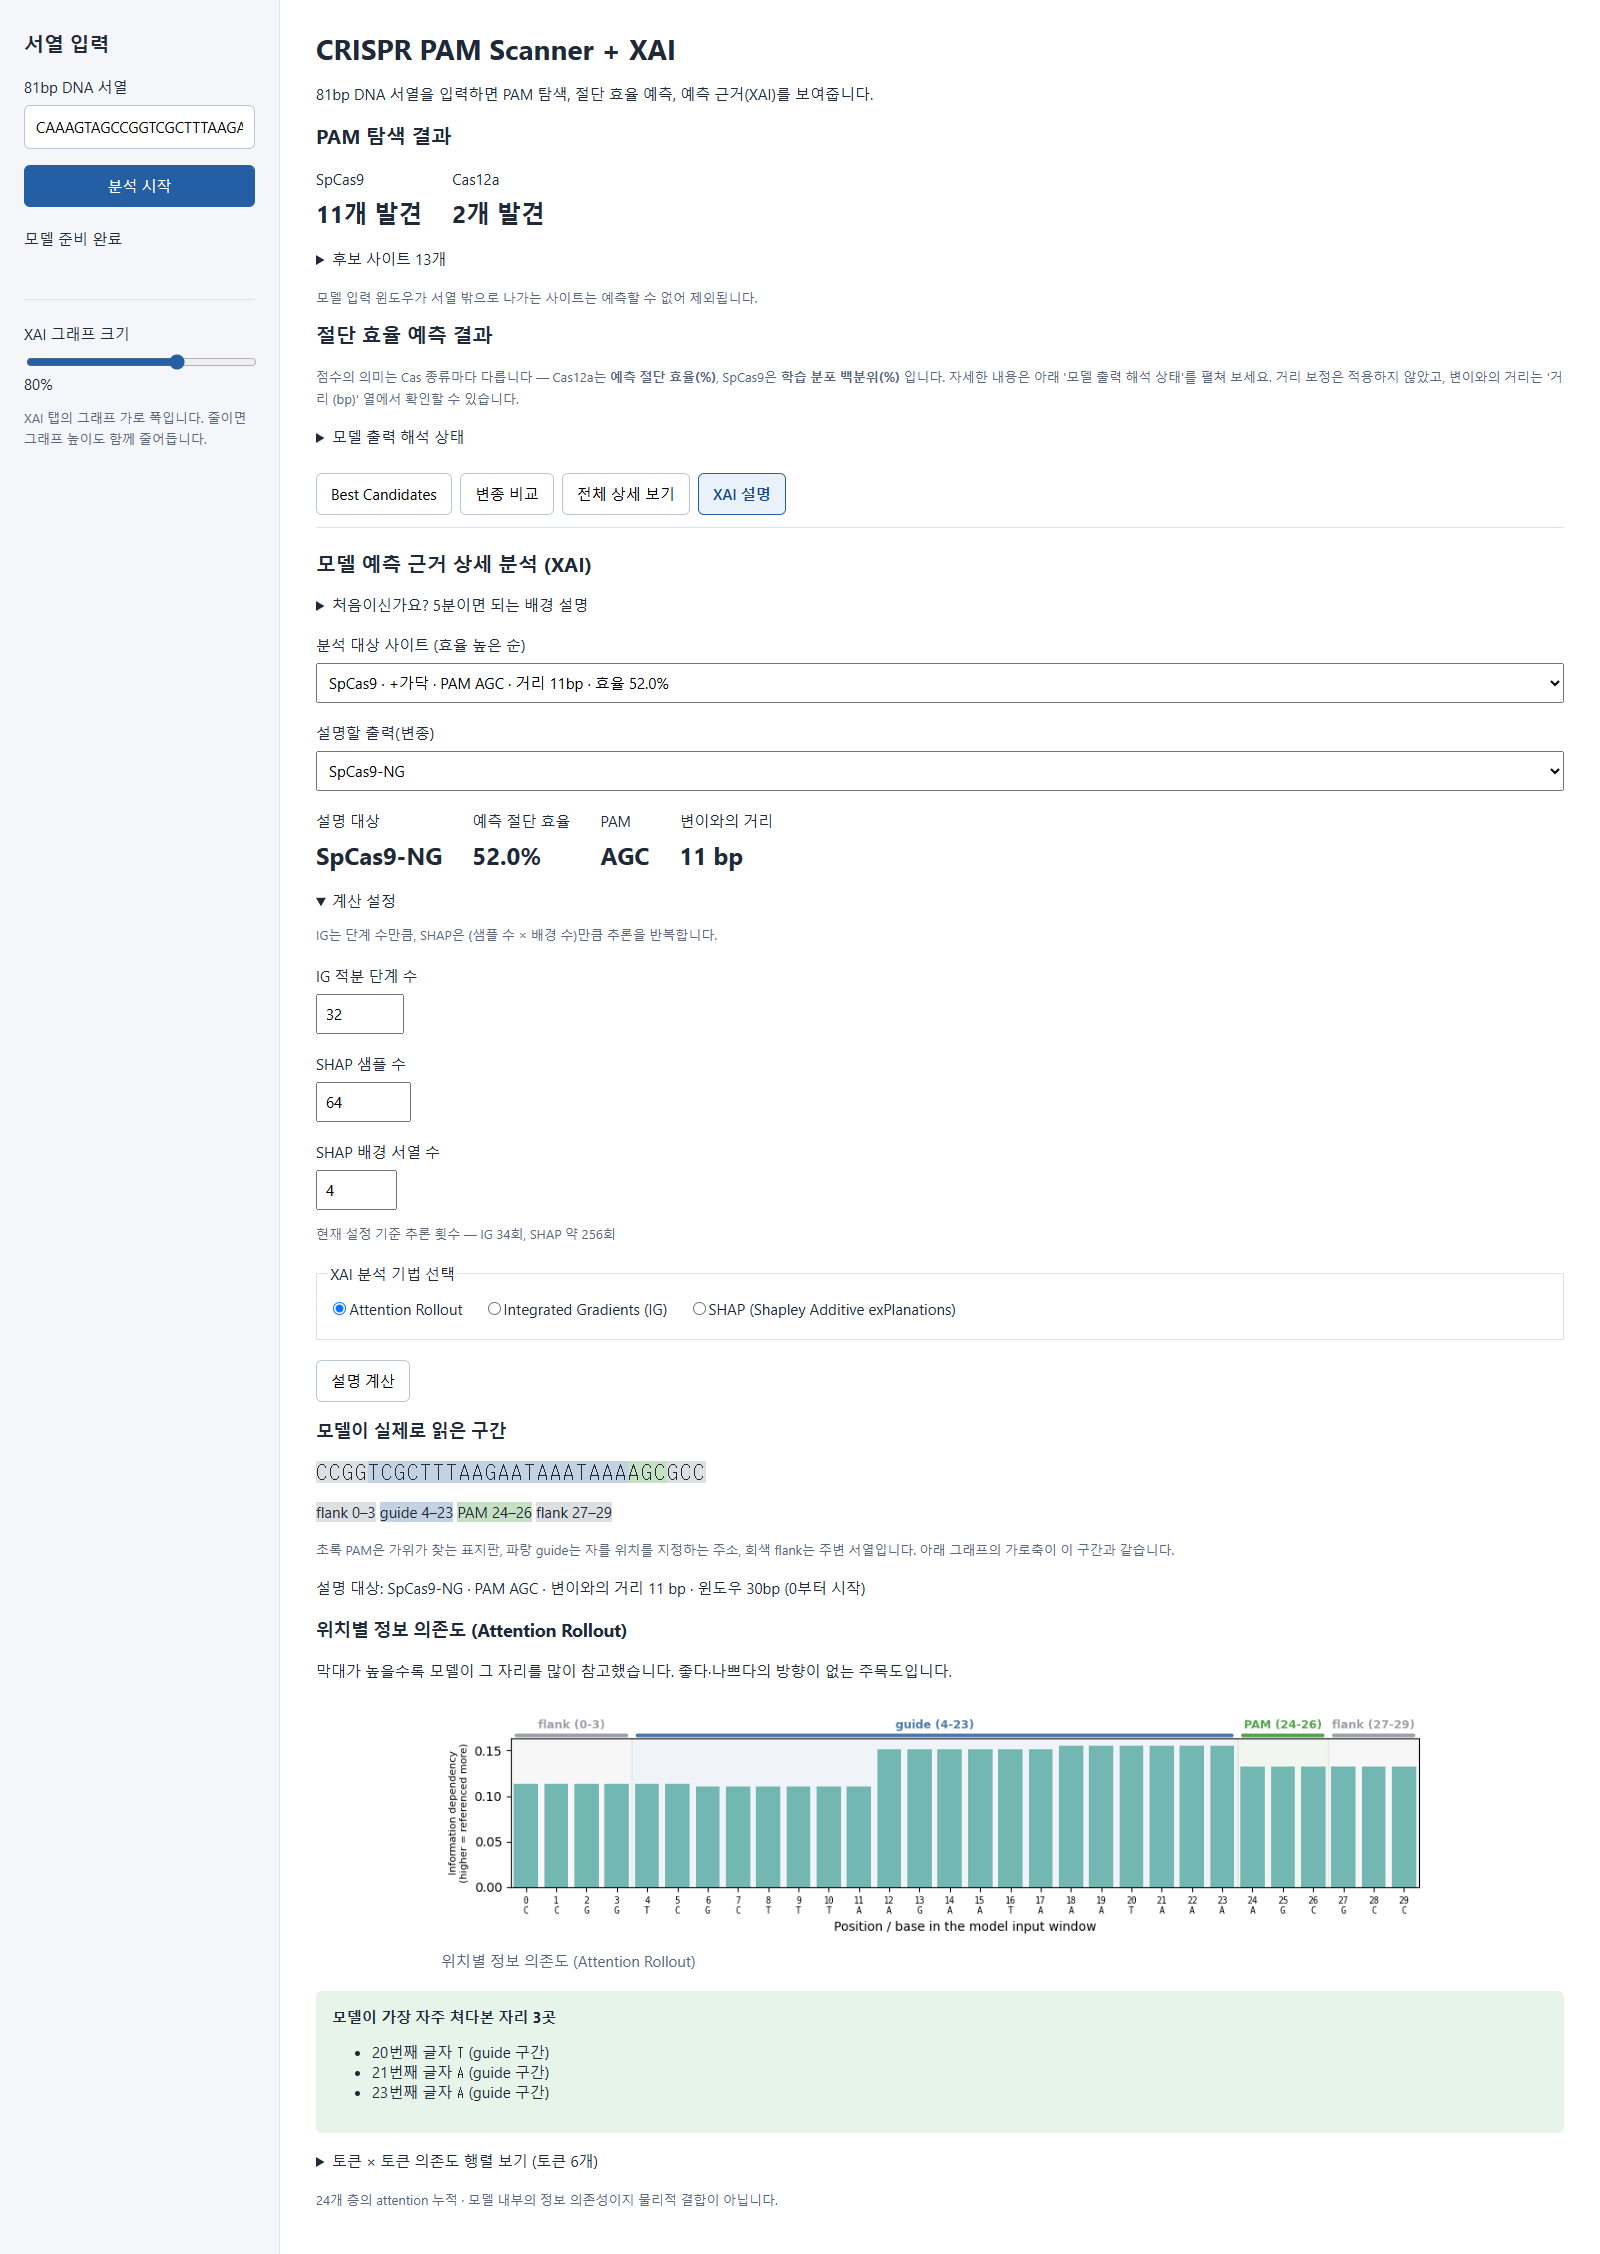 서열 입력
81bp DNA 서열
CAAAGTAGCCGGTCGCTTTAAGA
분석 시작
모델 준비 완료
XAI 그래프 크기
80%
XAI 탭의 그래프 가로 폭입니다. 줄이면
그래프 높이도 함께 줄어듭니다.
CRISPR PAM Scanner + XAI
81bp DNA 서열을 입력하면 PAM 탐색, 절단 효율 예측, 예측 근거(XAI)를 보여줍니다.
PAM 탐색 결과
SpCas9 Cas12a
11개 발견 2개 발견
▶ 후보 사이트 13개
모델 입력 윈도우가 서열 밖으로 나가는 사이트는 예측할 수 없어 제외됩니다.
절단 효율 예측 결과
점수의 의미는 Cas 종류마다 다릅니다 — Cas12a는 예측 절단 효율(%), SpCas9은 학습 분포 백분위(%) 입니다. 자세한 내용은 아래 '모델 출력 해석 상태'를 펼쳐 보세요. 거리 보정은 적용하지 않았고, 변이와의 거리는 '거
리 (bp)' 열에서 확인할 수 있습니다.
▶ 모델 출력 해석 상태
Best Candidates 변종 비교 전체 상세 보기 XAI 설명
모델 예측 근거 상세 분석 (XAI)
▶ 처음이신가요? 5분이면 되는 배경 설명
분석 대상 사이트 (효율 높은 순)
SpCas9 · +가닥 · PAM AGC · 거리 11bp · 효율 52.0%
설명할 출력(변종)
SpCas9-NG
설명 대상 예측 절단 효율 PAM 변이와의 거리
SpCas9-NG 52.0% AGC 11 bp
▼ 계산 설정
IG는 단계 수만큼, SHAP은 (샘플 수 × 배경 수)만큼 추론을 반복합니다.
IG 적분 단계 수
32
SHAP 샘플 수
64
SHAP 배경 서열 수
4
현재 설정 기준 추론 횟수 — IG 34회, SHAP 약 256회
XAI 분석 기법 선택
Attention Rollout Integrated Gradients (IG) SHAP (Shapley Additive exPlanations)
설명 계산
모델이 실제로 읽은 구간
CCGGTCGCTTTAAGAATAAATAAAAGCGCC
flank 0–3 guide 4–23 PAM 24–26 flank 27–29
초록 PAM은 가위가 찾는 표지판, 파랑 guide는 자를 위치를 지정하는 주소, 회색 flank는 주변 서열입니다. 아래 그래프의 가로축이 이 구간과 같습니다.
설명 대상: SpCas9-NG · PAM AGC · 변이와의 거리 11 bp · 윈도우 30bp (0부터 시작)
위치별 정보 의존도 (Attention Rollout)
막대가 높을수록 모델이 그 자리를 많이 참고했습니다. 좋다·나쁘다의 방향이 없는 주목도입니다.
flank (0-3) guide (4-23) PAM (24-26) flank (27-29)
Information dependency
(higher = referenced more)
0.15
0.10
0.05
0.00
0 1 2 3 4 5 6 7 8 9 10 11 12 13 14 15 16 17 18 19 20 21 22 23 24 25 26 27 28 29
C C G G T C G C T T T A A G A A T A A A T A A A A G C G C C
Position / base in the model input window
위치별 정보 의존도 (Attention Rollout)
모델이 가장 자주 쳐다본 자리 3곳
• 20번째 글자 T (guide 구간)
• 21번째 글자 A (guide 구간)
• 23번째 글자 A (guide 구간)
▶ 토큰 × 토큰 의존도 행렬 보기 (토큰 6개)
24개 층의 attention 누적 · 모델 내부의 정보 의존성이지 물리적 결합이 아닙니다.